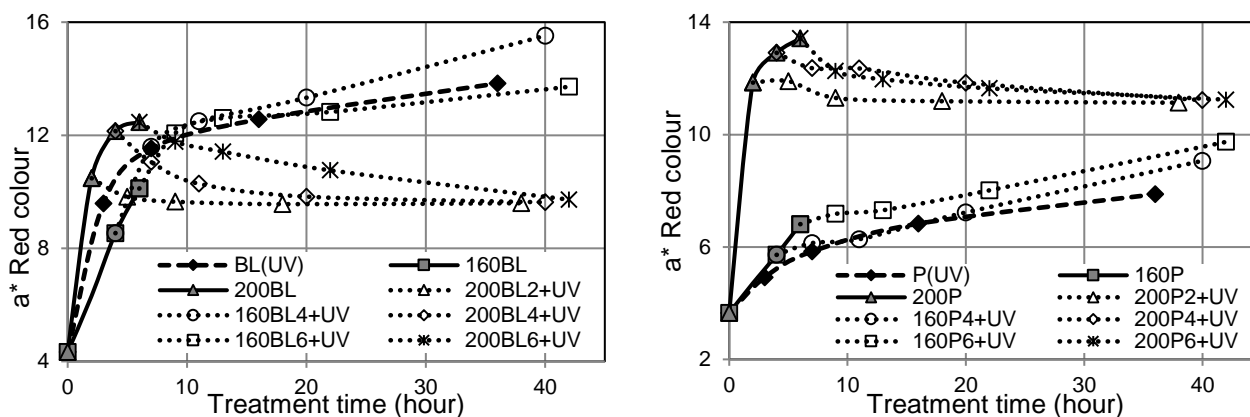 16
12
8
4
a* Red colour
0 10 20 30 40
Treatment time (hour)
BL(UV) 160BL
200BL 200BL2+UV
160BL4+UV 200BL4+UV
160BL6+UV 200BL6+UV
14
10
6
2
a* Red colour
0 10 20 30 40
Treatment time (hour)
P(UV) 160P
200P 200P2+UV
160P4+UV 200P4+UV
160P6+UV 200P6+UV